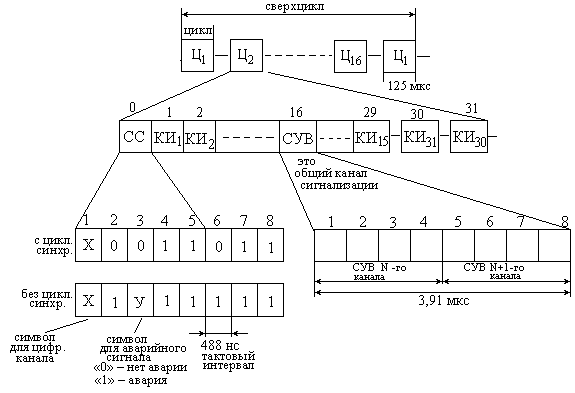 сверхцикл
цикл
Ц1 Ц2 Ц16 Ц1
125 мкс
0 1 2 16 29 30 31
СС КИ1 КИ2 СУВ КИ15 КИ31 КИ30
это
общий канал
сигнализации
1 2 3 4 5 6 7 8
с цикл.
синхр.
X 0 0 1 1 0 1 1
1 2 3 4 5 6 7 8
СУВ N -го
канала
СУВ N+1-го
канала
3,91 мкс
без цикл.
синхр.
X 1 У 1 1 1 1 1
символ
для цифр.
канала
символ
для аварийного
сигнала
«0» – нет аварии
«1» – авария
488 нс
тактовый
интервал